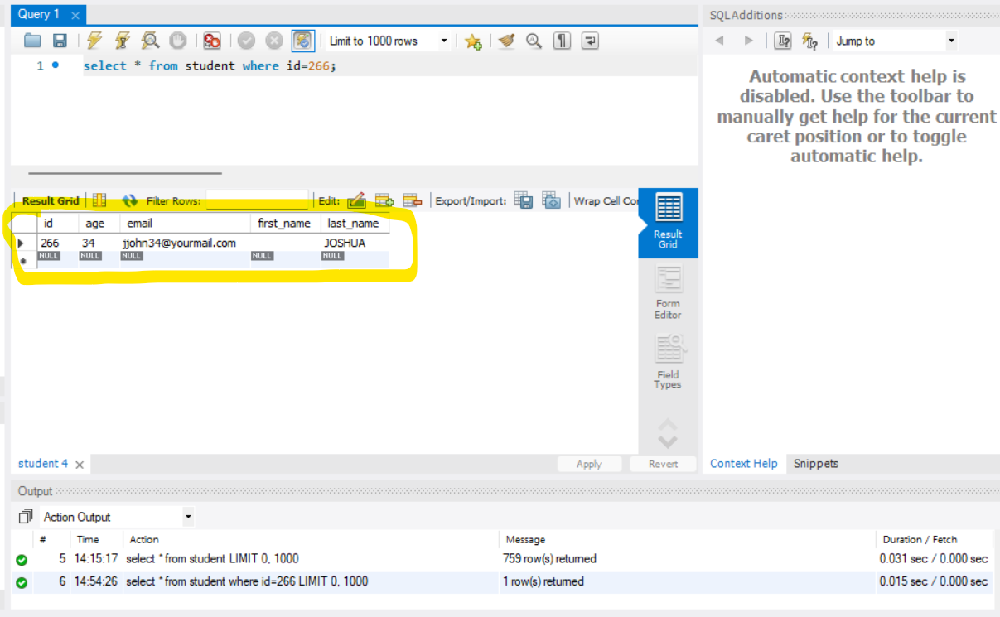 Query 1
Limit to 1000 rows
1 select * from student where id=266;
Result Grid Filter Rows: Edit: Export/Import: Wrap Cell Co
id age email first_name last_name
266 34 jjohn34@yourmail.com JOSHUA
NULL NULL NULL NULL NULL
Result
Grid
Form
Editor
Field
Types
student 4
Apply Revert
SQLAdditions
Jump to
Automatic context help is
disabled. Use the toolbar to
manually get help for the current
caret position or to toggle
automatic help.
Context Help Snippets
Output
Action Output
# Time Action Message Duration / Fetch
5 14:15:17 select * from student LIMIT 0, 1000 759 row(s) returned 0.031 sec / 0.000 sec
6 14:54:26 select * from student where id=266 LIMIT 0, 1000 1 row(s) returned 0.015 sec / 0.000 sec